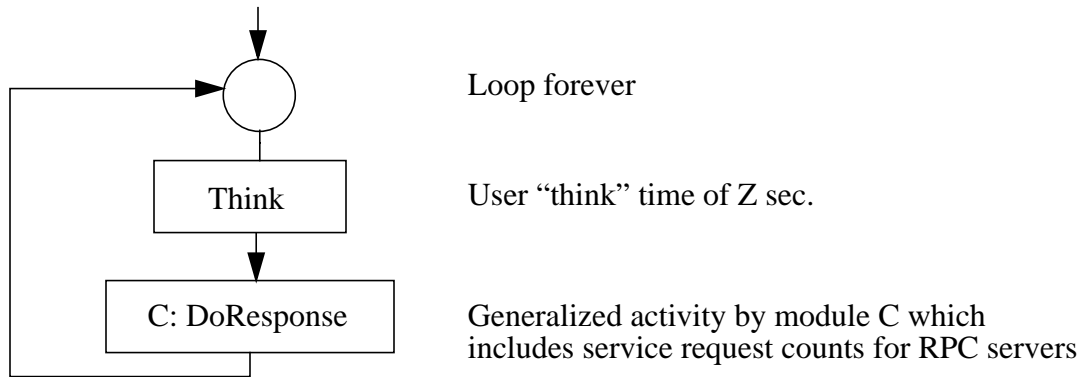 Loop forever
Think
User “think” time of Z sec.
C: DoResponse
Generalized activity by module C which
includes service request counts for RPC servers